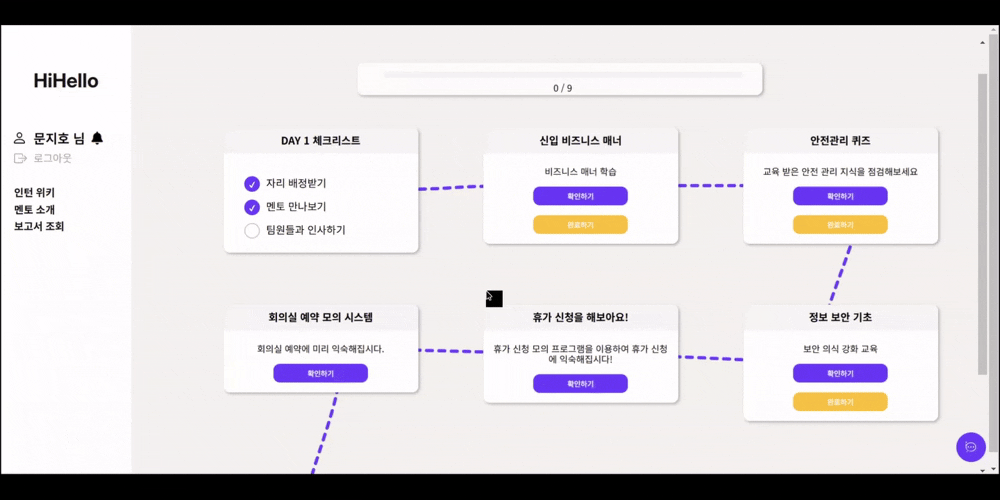 HiHello
문지호 님
로그아웃
인턴 위키
멘토 소개
보고서 조회
0 / 9
DAY 1 체크리스트
자리 배정받기
멘토 만나보기
팀원들과 인사하기
신입 비즈니스 매너
비즈니스 매너 학습
확인하기
완료하기
안전관리 퀴즈
교육 받은 안전 관리 지식을 점검해보세요
확인하기
완료하기
회의실 예약 모의 시스템
회의실 예약에 미리 익숙해집시다.
확인하기
휴가 신청을 해보아요!
휴가 신청 모의 프로그램을 이용하여 휴가 신청
에 익숙해집시다!
확인하기
정보 보안 기초
보안 의식 강화 교육
확인하기
완료하기